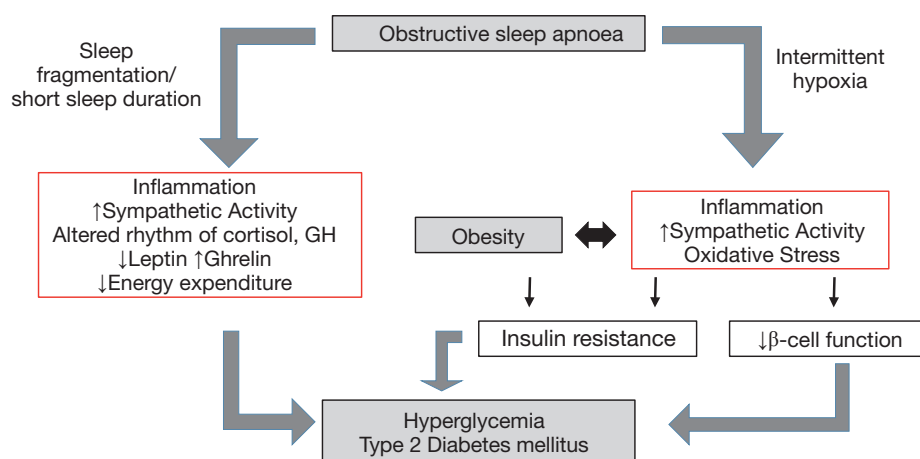 Obstructive sleep apnoea
Sleep
fragmentation/
short sleep duration
Intermittent
hypoxia
Inflammation
↑Sympathetic Activity
Altered rhythm of cortisol, GH
↓Leptin ↑Ghrelin
↓Energy expenditure
Obesity
Inflammation
↑Sympathetic Activity
Oxidative Stress
Insulin resistance
↓β-cell function
Hyperglycemia
Type 2 Diabetes mellitus